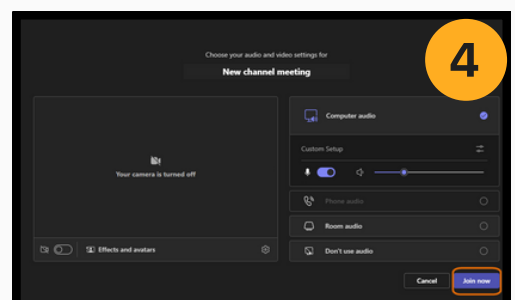 4
Choose your audio and video settings for
New channel meeting
Computer audio
Custom Setup
Your camera is turned off
Phone audio
Room audio
Effects and avatars
Don't use audio
Cancel
Join now